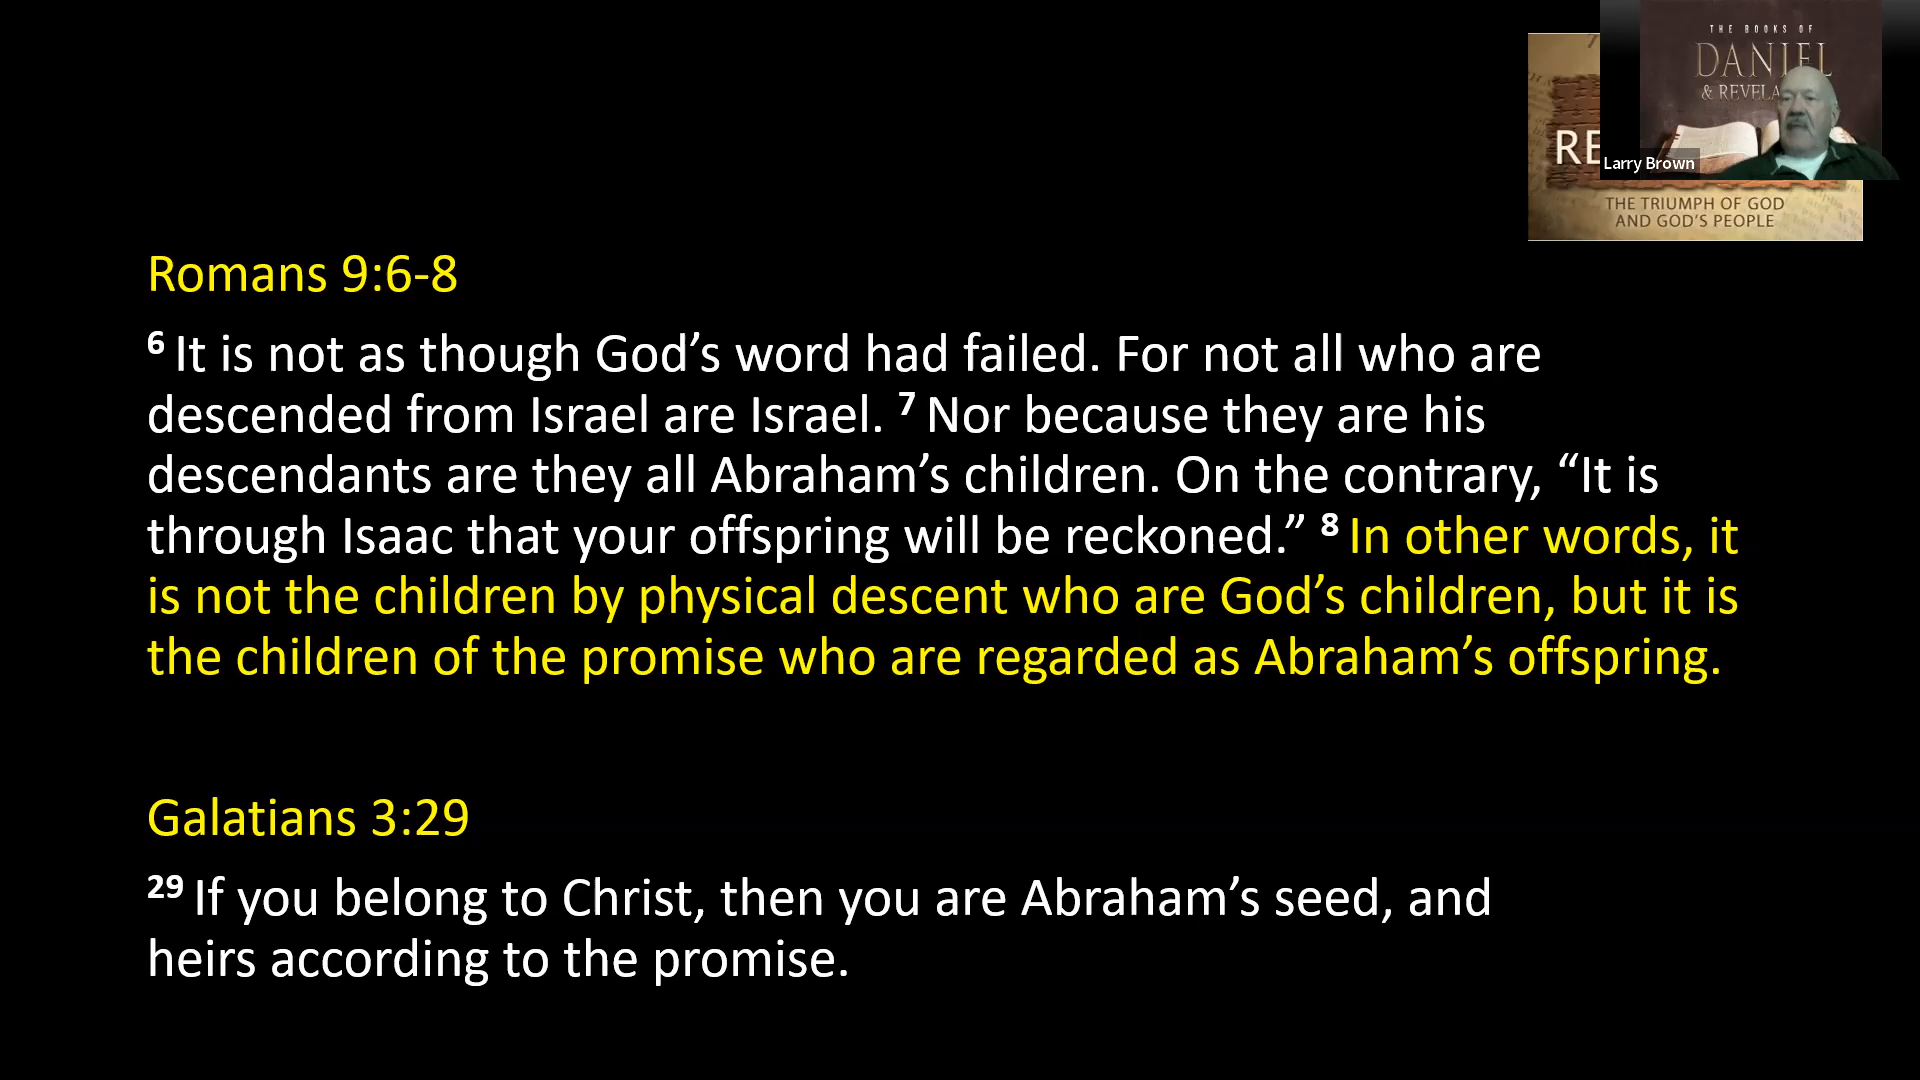 THE BOOKS OF
DANIEL
& REVELA
RE
Larry Brown
THE TRIUMPH OF GOD
AND GOD'S PEOPLE
Romans 9:6-8
6 It is not as though God’s word had failed. For not all who are
descended from Israel are Israel. 7 Nor because they are his
descendants are they all Abraham’s children. On the contrary, “It is
through Isaac that your offspring will be reckoned.” 8 In other words, it
is not the children by physical descent who are God’s children, but it is
the children of the promise who are regarded as Abraham’s offspring.
Galatians 3:29
29 If you belong to Christ, then you are Abraham’s seed, and
heirs according to the promise.